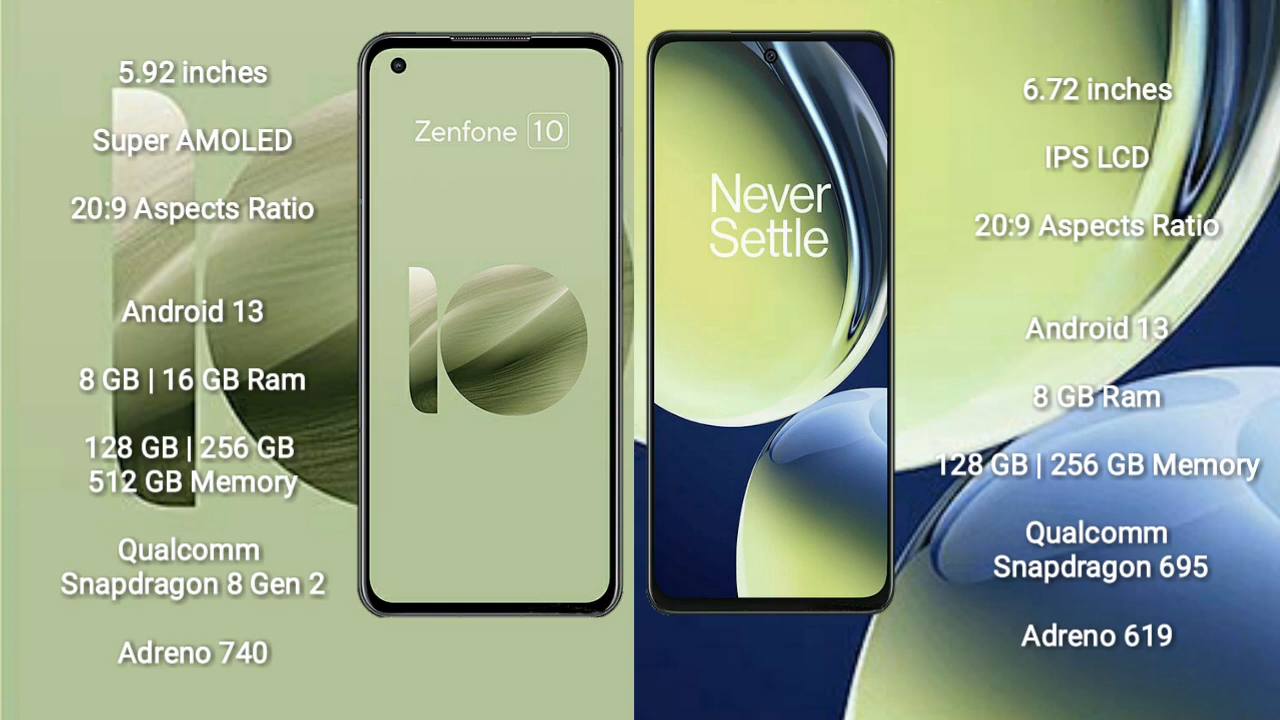 5.92 inches
Super AMOLED
20:9 Aspects Ratio
Android 13
8 GB | 16 GB Ram
128 GB | 256 GB
512 GB Memory
Qualcomm
Snapdragon 8 Gen 2
Adreno 740
Zenfone 10
10
Never
Settle
6.72 inches
IPS LCD
20:9 Aspects Ratio
Android 13
8 GB Ram
128 GB | 256 GB Memory
Qualcomm
Snapdragon 695
Adreno 619